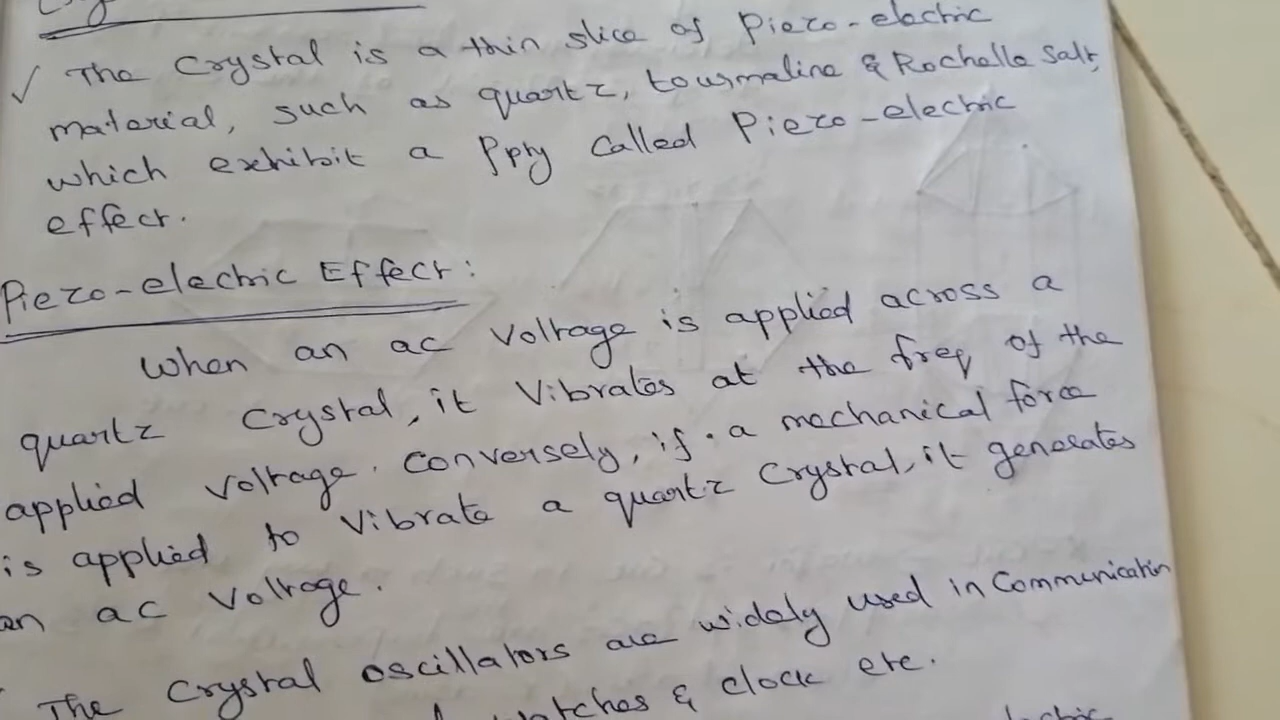 ✓ The Crystal is a thin slice of Piezo-electric
material, such as quartz, tourmaline & Rochelle Salt,
which exhibit a Ppty Called Piezo-electric
effect.
Piezo-electric Effect:
When an ac Voltage is applied across a
quartz Crystal, it Vibrates at the freq of the
applied Voltage. Conversely, if a mechanical force
is applied to Vibrate a quartz Crystal, it generates
an ac Voltage.
The Crystal oscillators are widely used in Communication
watches & clock etc.